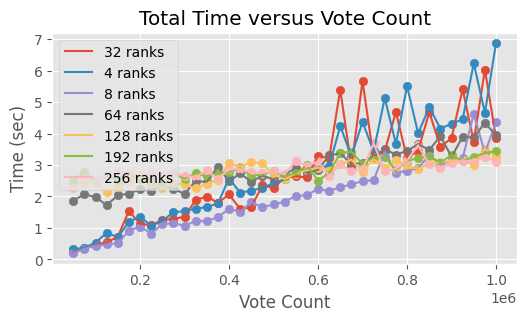 Total Time versus Vote Count
7
6
5
4
3
2
1
0
Time (sec)
32 ranks
4 ranks
8 ranks
64 ranks
128 ranks
192 ranks
256 ranks
0.2
0.4
0.6
0.8
1.0
1e6
Vote Count